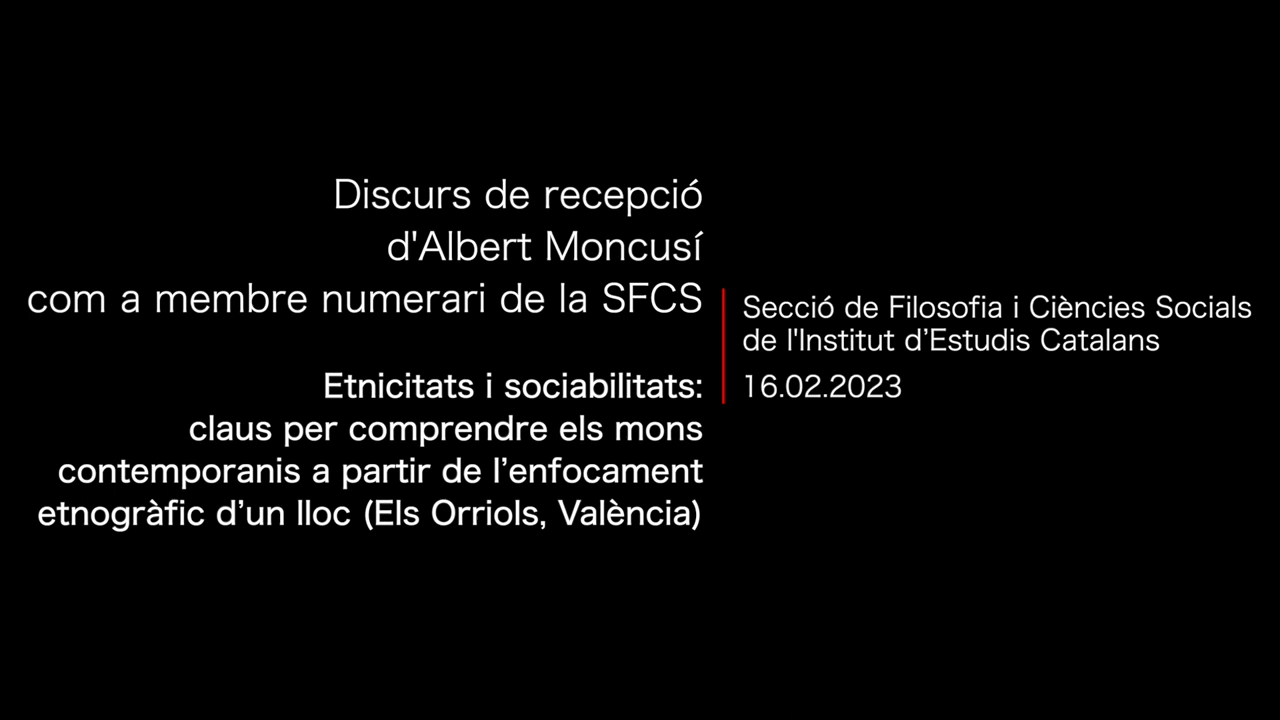 Discurs de recepció
d'Albert Moncusí
com a membre numerari de la SFCS
Etnicitats i sociabilitats:
claus per comprendre els mons
contemporanis a partir de l’enfocament
etnogràfic d’un lloc (Els Orriols, València)
Secció de Filosofia i Ciències Socials
de l'Institut d’Estudis Catalans
16.02.2023